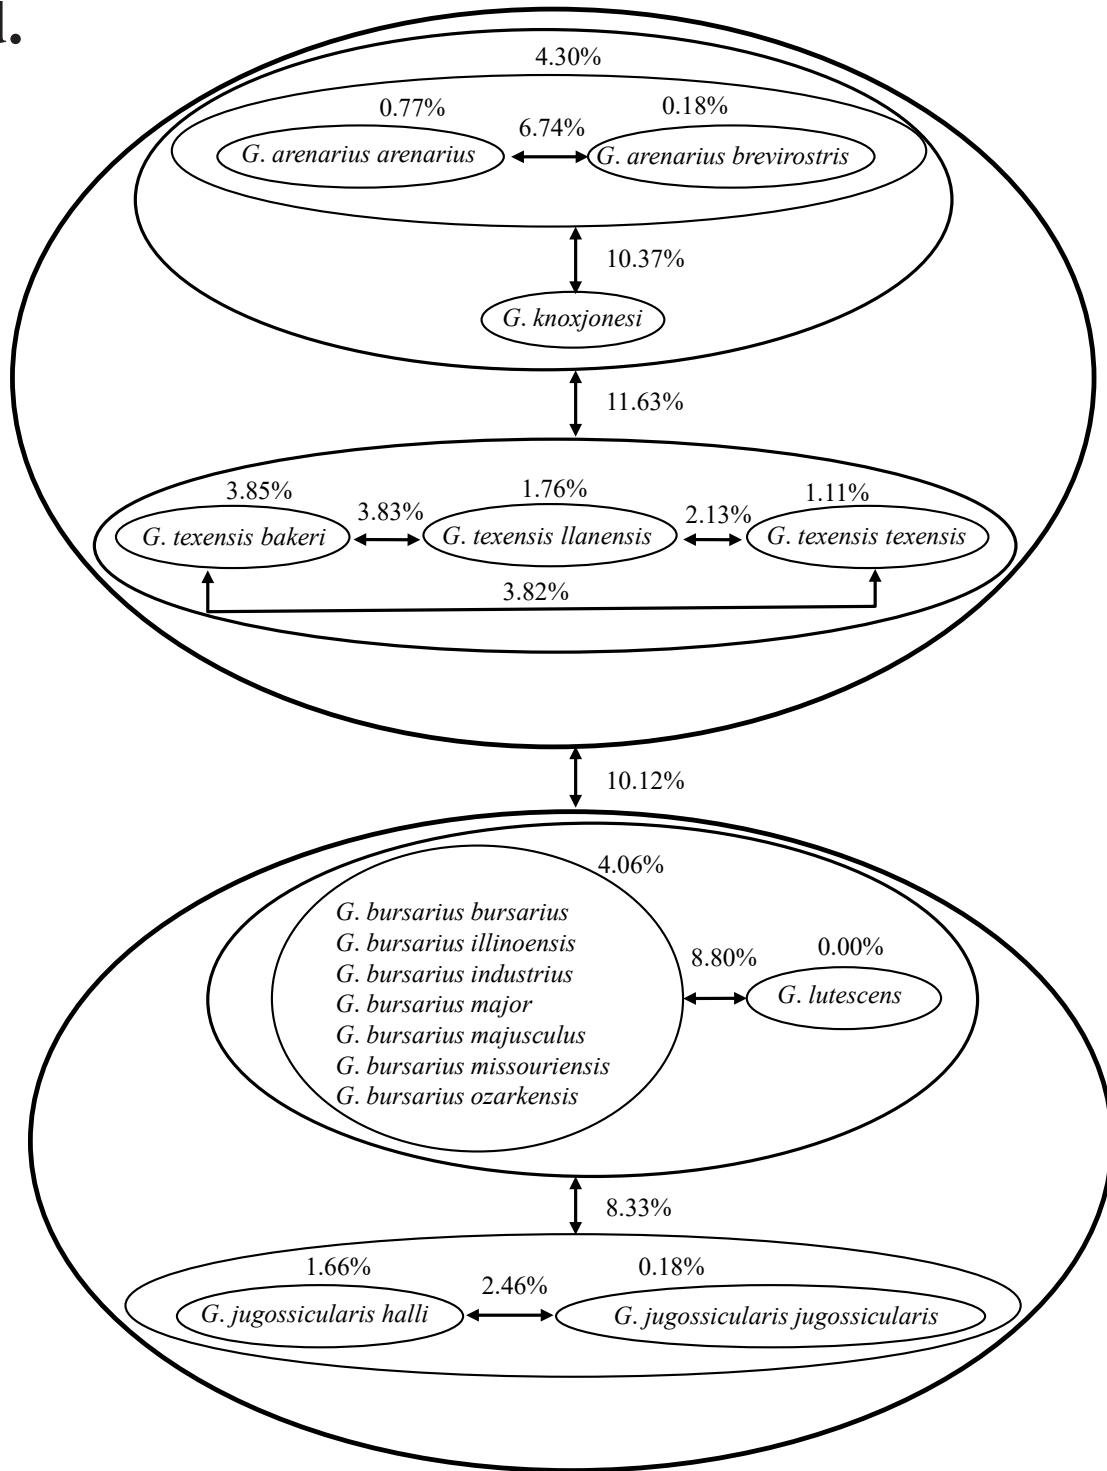 4.30%
0.77%
0.18%
6.74%
G. arenarius arenarius
G. arenarius brevirostris
10.37%
G. knoxjonesi
11.63%
3.85%
1.76%
1.11%
3.83%
2.13%
G. texensis bakeri
G. texensis llanensis
G. texensis texensis
3.82%
10.12%
4.06%
G. bursarius bursarius
G. bursarius illinoensis
G. bursarius industrius
G. bursarius major
G. bursarius majusculus
G. bursarius missouriensis
G. bursarius ozarkensis
8.80%
0.00%
G. lutescens
8.33%
1.66%
0.18%
2.46%
G. jugossicularis halli
G. jugossicularis jugossicularis